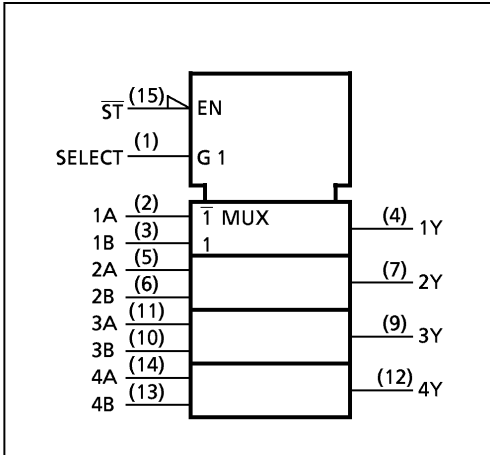 S̅T̅ (15) EN
SELECT (1) G 1
1A (2) 1̅ MUX (4) 1Y
1B (3) 1
2A (5) (7) 2Y
2B (6)
3A (11) (9) 3Y
3B (10)
4A (14) (12) 4Y
4B (13)